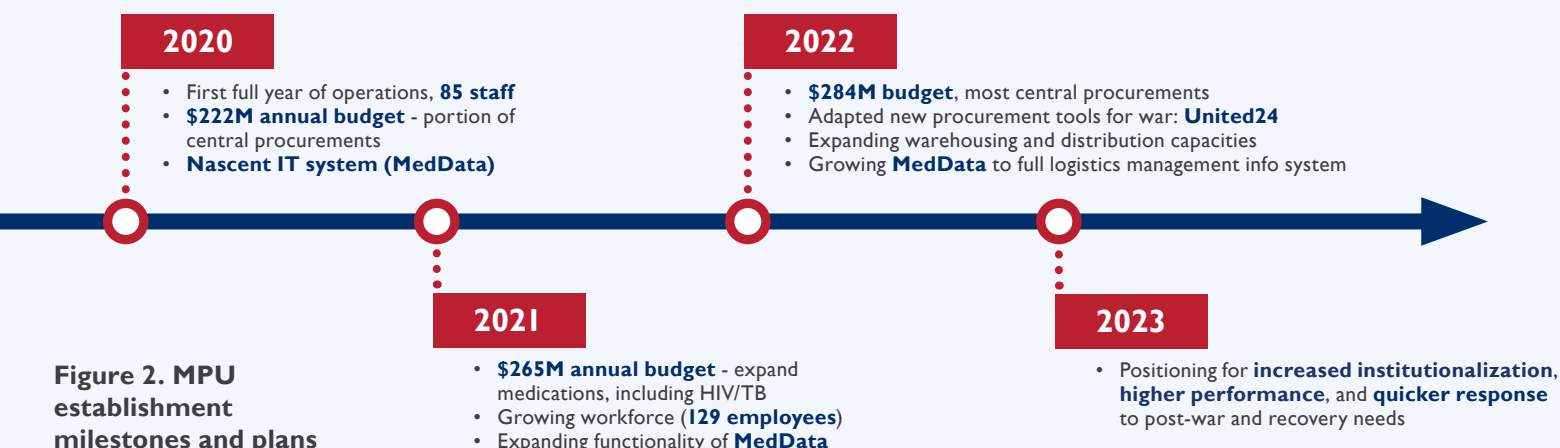 2020
• First full year of operations, 85 staff
• $222M annual budget - portion of
central procurements
• Nascent IT system (MedData)
2022
• $284M budget, most central procurements
• Adapted new procurement tools for war: United24
• Expanding warehousing and distribution capacities
• Growing MedData to full logistics management info system
2021
• $265M annual budget - expand
medications, including HIV/TB
• Growing workforce (129 employees)
• Expanding functionality of MedData
2023
• Positioning for increased institutionalization,
higher performance, and quicker response
to post-war and recovery needs
Figure 2. MPU
establishment
milestones and plans